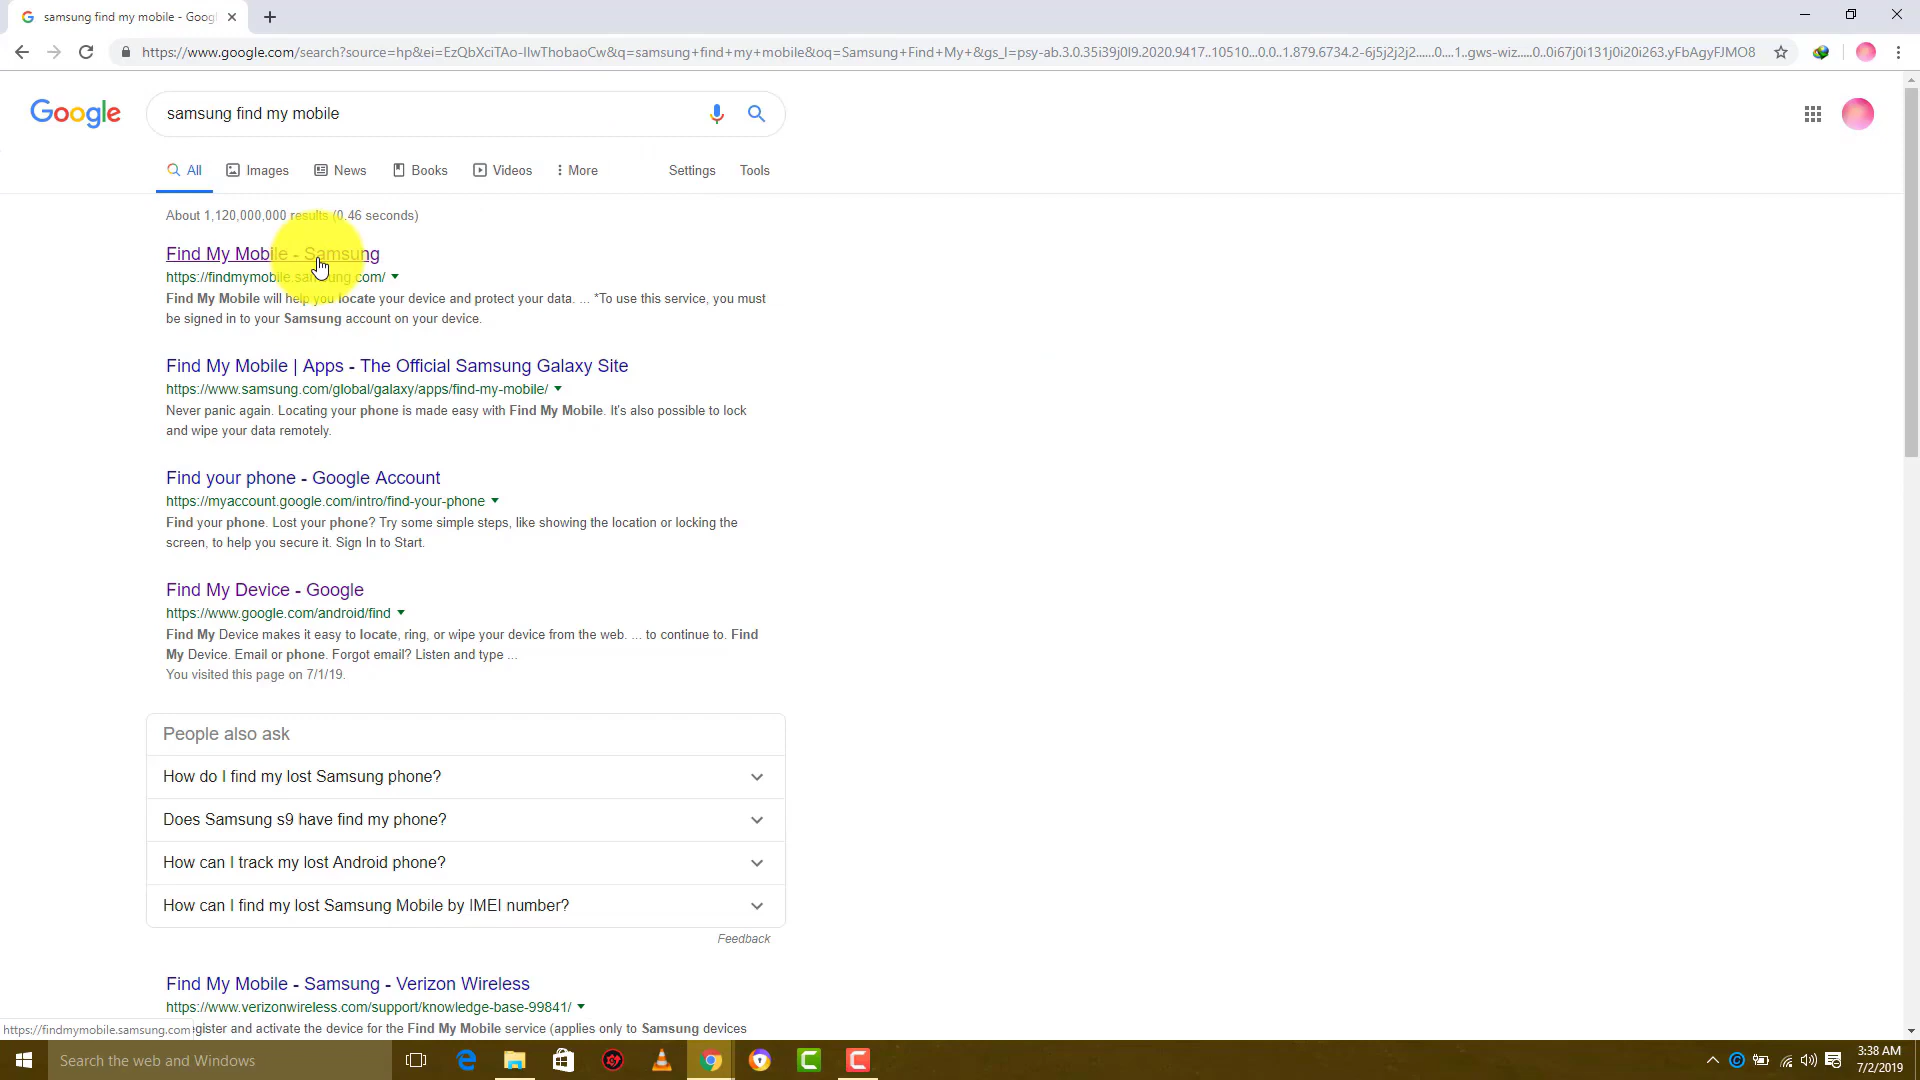 samsung find my mobile - Goog
https://www.google.com/search?source=hp&ei=EzQbXciTAo-IlwThobaoCw&q=samsung+find+my+mobile&oq=Samsung+Find+My+&gs_l=psy-ab.3.0.35i39j0l9.2020.9417..10510...0.0..1.879.6734.2-6j5j2j2j2......0....1..gws-wiz.....0..0i67j0i131j0i20i263.yFbAgyFJMO8
Google
samsung find my mobile
All Images News Books Videos More Settings Tools
About 1,120,000,000 results (0.46 seconds)
Find My Mobile - Samsung
https://findmymobile.samsung.com/
Find My Mobile will help you locate your device and protect your data. ... *To use this service, you must
be signed in to your Samsung account on your device.
Find My Mobile | Apps - The Official Samsung Galaxy Site
https://www.samsung.com/global/galaxy/apps/find-my-mobile/
Never panic again. Locating your phone is made easy with Find My Mobile. It's also possible to lock
and wipe your data remotely.
Find your phone - Google Account
https://myaccount.google.com/intro/find-your-phone
Find your phone. Lost your phone? Try some simple steps, like showing the location or locking the
screen, to help you secure it. Sign In to Start.
Find My Device - Google
https://www.google.com/android/find
Find My Device makes it easy to locate, ring, or wipe your device from the web. ... to continue to. Find
My Device. Email or phone. Forgot email? Listen and type ...
You visited this page on 7/1/19.
People also ask
How do I find my lost Samsung phone?
Does Samsung s9 have find my phone?
How can I track my lost Android phone?
How can I find my lost Samsung Mobile by IMEI number?
Feedback
Find My Mobile - Samsung - Verizon Wireless
https://www.verizonwireless.com/support/knowledge-base-99841/
https://findmymobile.samsung.com egister and activate the device for the Find My Mobile service (applies only to Samsung devices
Search the web and Windows
3:38 AM
7/2/2019